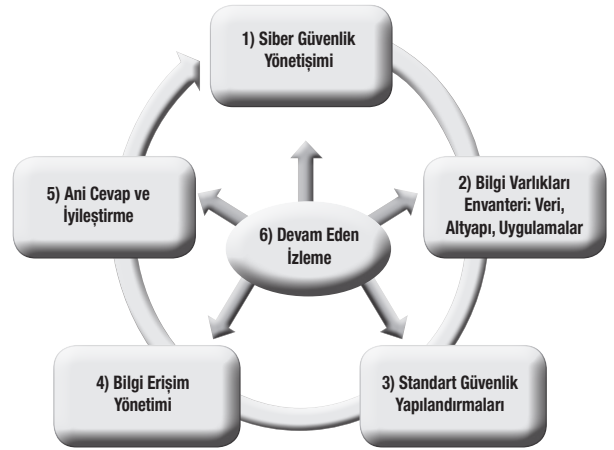 1) Siber Güvenlik
Yönetişimi
2) Bilgi Varlıkları
Envanteri: Veri,
Altyapı, Uygulamalar
3) Standart Güvenlik
Yapılandırmaları
4) Bilgi Erişim
Yönetimi
5) Ani Cevap ve
İyileştirme
6) Devam Eden
İzleme